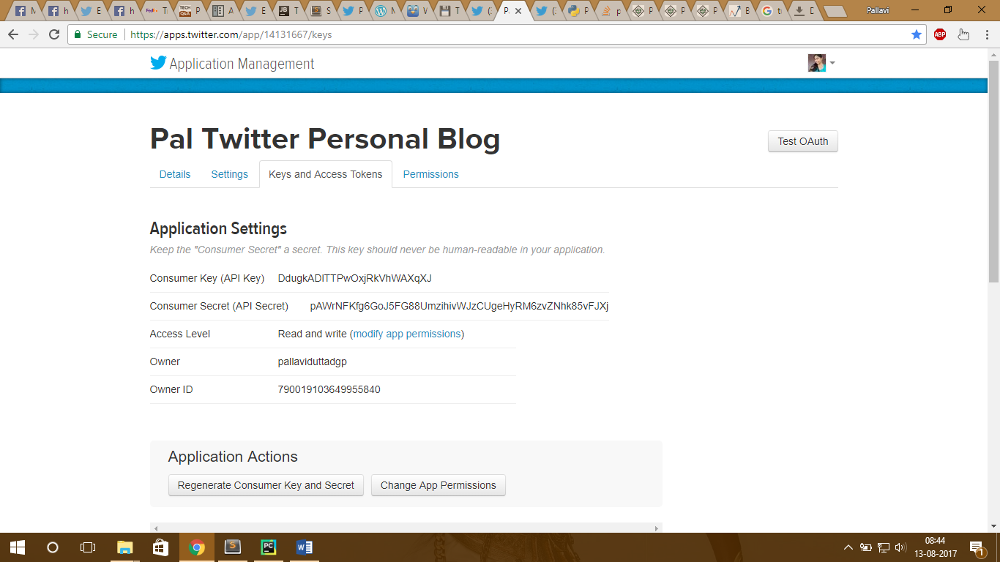 Pallavi
Secure https://apps.twitter.com/app/14131667/keys
Application Management
Pal Twitter Personal Blog
Test OAuth
Details Settings Keys and Access Tokens Permissions
Application Settings
Keep the "Consumer Secret" a secret. This key should never be human-readable in your application.
Consumer Key (API Key) DdugkADITTPwOxjRkVhWAXqXJ
Consumer Secret (API Secret) pAWrNFKfg6GoJ5FG88UmzihivWJzCUgeHyRM6zvZNhk85vFJXj
Access Level Read and write (modify app permissions)
Owner pallaviduttadgp
Owner ID 790019103649955840
Application Actions
Regenerate Consumer Key and Secret Change App Permissions
08:44
13-08-2017